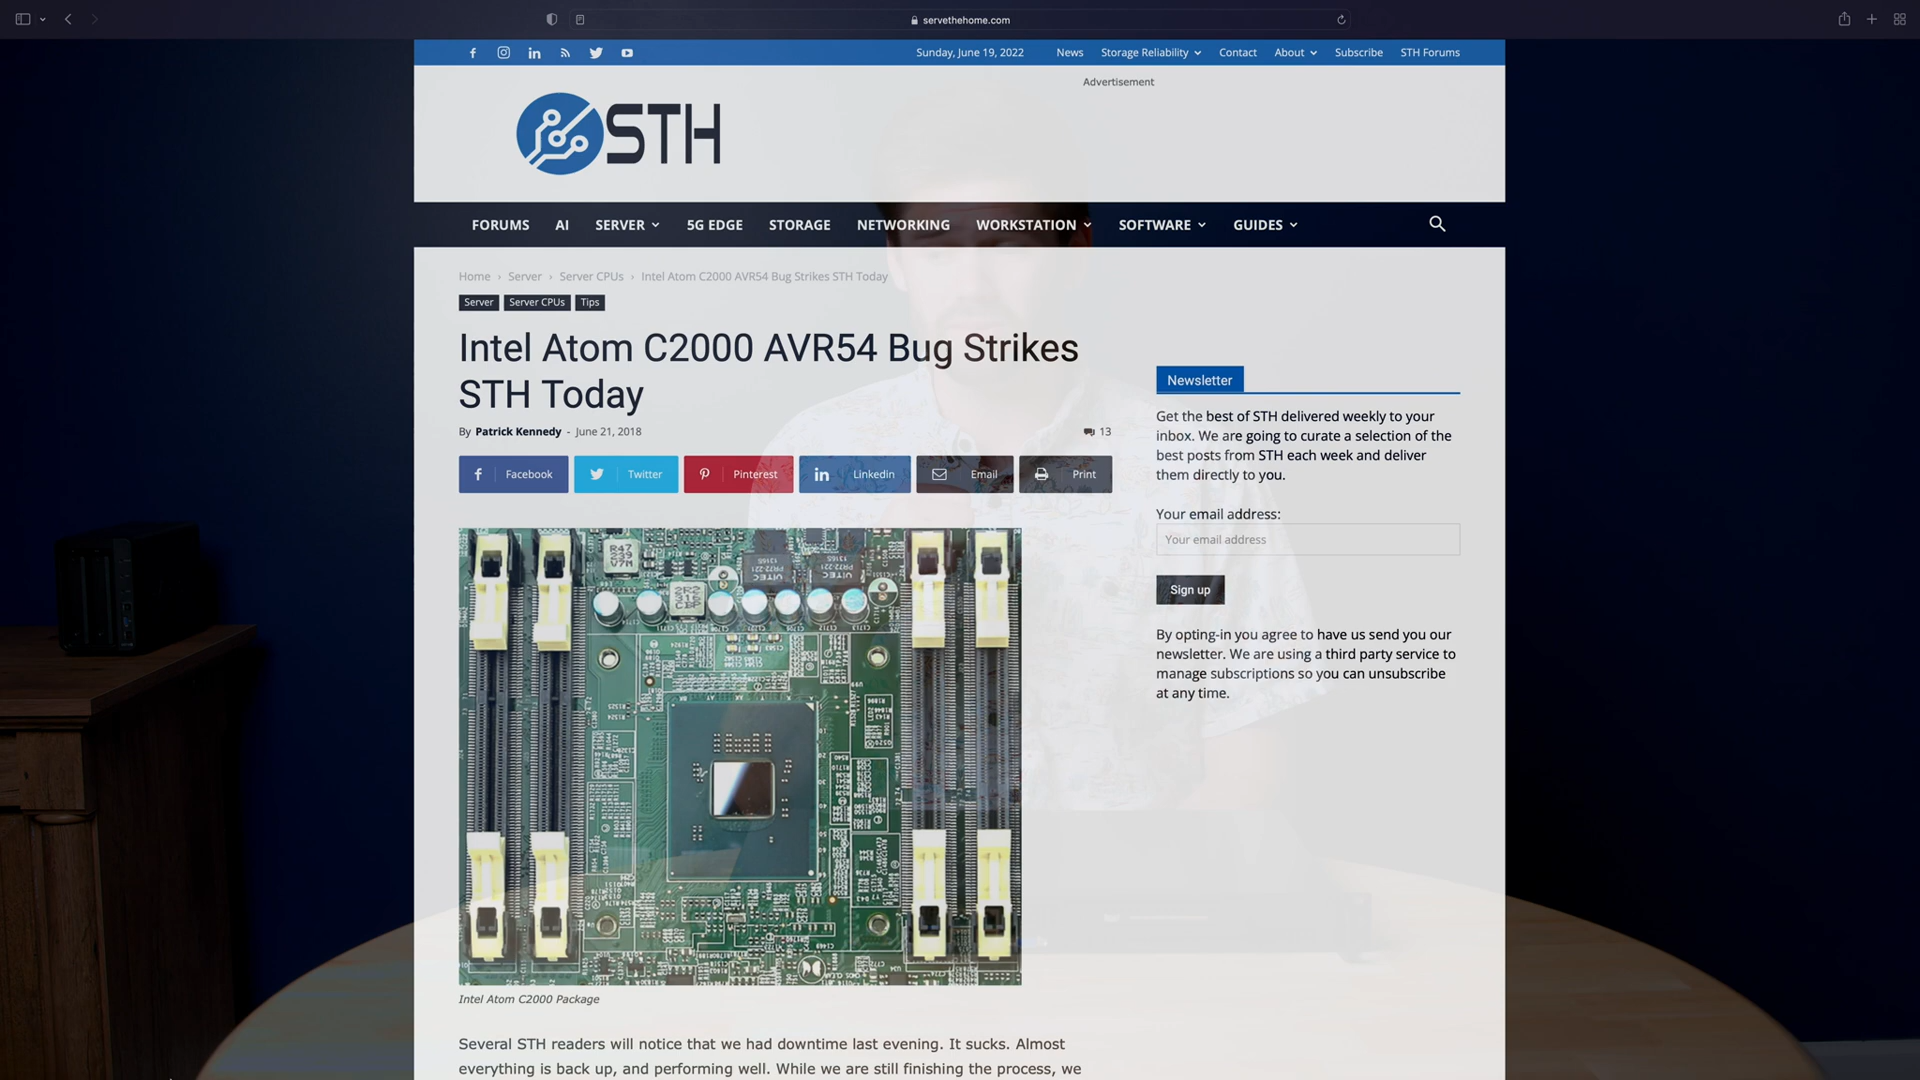 servethehome.com
Sunday, June 19, 2022 News Storage Reliability Contact About Subscribe STH Forums
Advertisement
STH
FORUMS AI SERVER 5G EDGE STORAGE NETWORKING WORKSTATION SOFTWARE GUIDES
Home › Server › Server CPUs › Intel Atom C2000 AVR54 Bug Strikes STH Today
Server Server CPUs Tips
Intel Atom C2000 AVR54 Bug Strikes
STH Today
By Patrick Kennedy - June 21, 2018 13
Facebook Twitter Pinterest Linkedin Email Print
Intel Atom C2000 Package
Several STH readers will notice that we had downtime last evening. It sucks. Almost
everything is back up, and performing well. While we are still finishing the process, we
Newsletter
Get the best of STH delivered weekly to your
inbox. We are going to curate a selection of the
best posts from STH each week and deliver
them directly to you.
Your email address:
Your email address
Sign up
By opting-in you agree to have us send you our
newsletter. We are using a third party service to
manage subscriptions so you can unsubscribe
at any time.